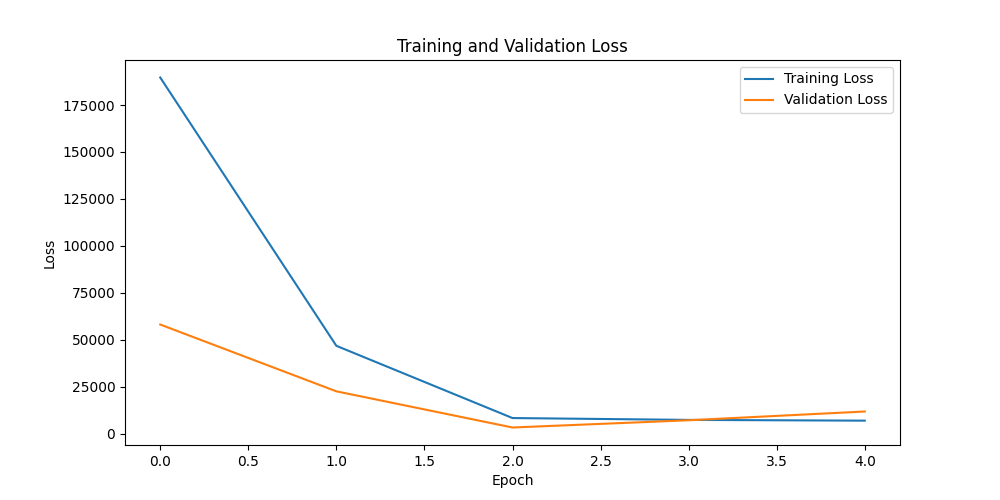 Training and Validation Loss
Training Loss
Validation Loss
175000
150000
125000
100000
75000
50000
25000
0
Loss
0.0 0.5 1.0 1.5 2.0 2.5 3.0 3.5 4.0
Epoch